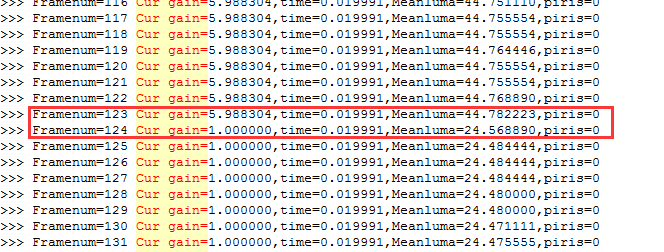 >>> Framenum=116 Cur gain=5.988304,time=0.019991,Meanluma=44.751110,piris=0
>>> Framenum=117 Cur gain=5.988304,time=0.019991,Meanluma=44.755554,piris=0
>>> Framenum=118 Cur gain=5.988304,time=0.019991,Meanluma=44.755554,piris=0
>>> Framenum=119 Cur gain=5.988304,time=0.019991,Meanluma=44.764446,piris=0
>>> Framenum=120 Cur gain=5.988304,time=0.019991,Meanluma=44.755554,piris=0
>>> Framenum=121 Cur gain=5.988304,time=0.019991,Meanluma=44.755554,piris=0
>>> Framenum=122 Cur gain=5.988304,time=0.019991,Meanluma=44.768890,piris=0
>>> Framenum=123 Cur gain=5.988304,time=0.019991,Meanluma=44.782223,piris=0
>>> Framenum=124 Cur gain=1.000000,time=0.019991,Meanluma=24.568890,piris=0
>>> Framenum=125 Cur gain=1.000000,time=0.019991,Meanluma=24.484444,piris=0
>>> Framenum=126 Cur gain=1.000000,time=0.019991,Meanluma=24.484444,piris=0
>>> Framenum=127 Cur gain=1.000000,time=0.019991,Meanluma=24.484444,piris=0
>>> Framenum=128 Cur gain=1.000000,time=0.019991,Meanluma=24.480000,piris=0
>>> Framenum=129 Cur gain=1.000000,time=0.019991,Meanluma=24.480000,piris=0
>>> Framenum=130 Cur gain=1.000000,time=0.019991,Meanluma=24.471111,piris=0
>>> Framenum=131 Cur gain=1.000000,time=0.019991,Meanluma=24.475555,piris=0